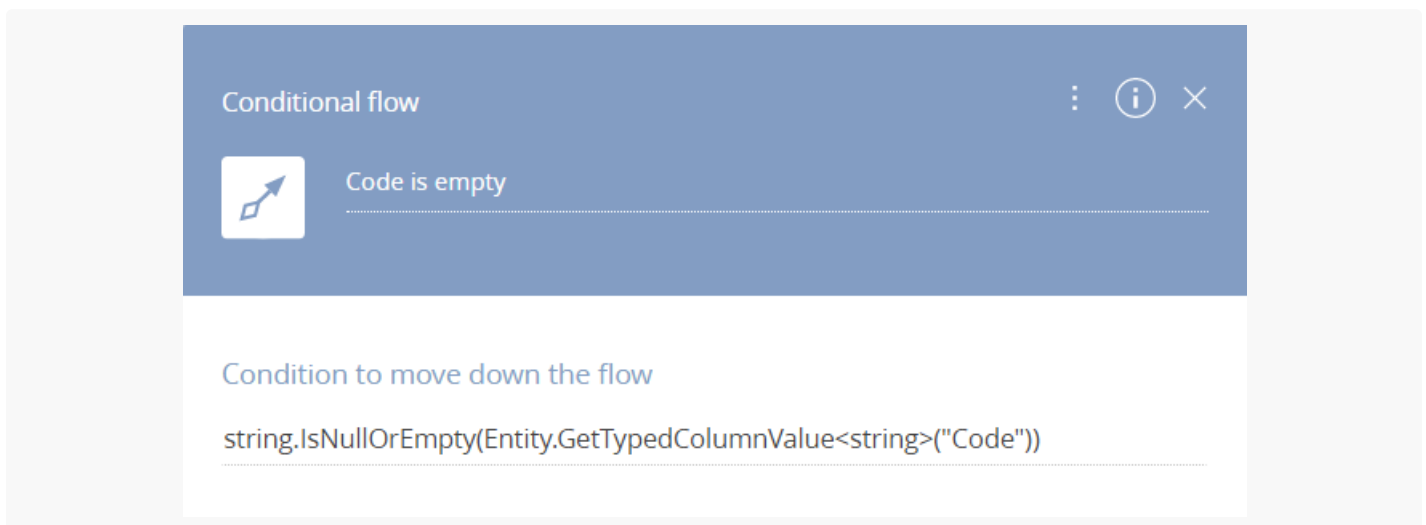 Conditional flow
Code is empty
Condition to move down the flow
string.IsNullOrEmpty(Entity.GetTypedColumnValue<string>("Code"))